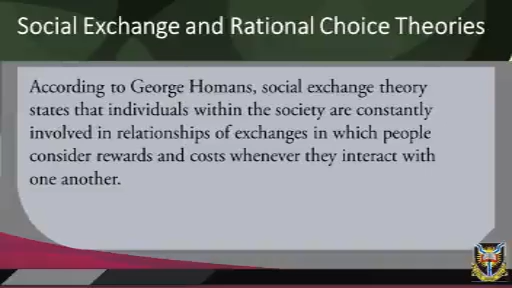 Social Exchange and Rational Choice Theories
According to George Homans, social exchange theory
states that individuals within the society are constantly
involved in relationships of exchanges in which people
consider rewards and costs whenever they interact with
one another.